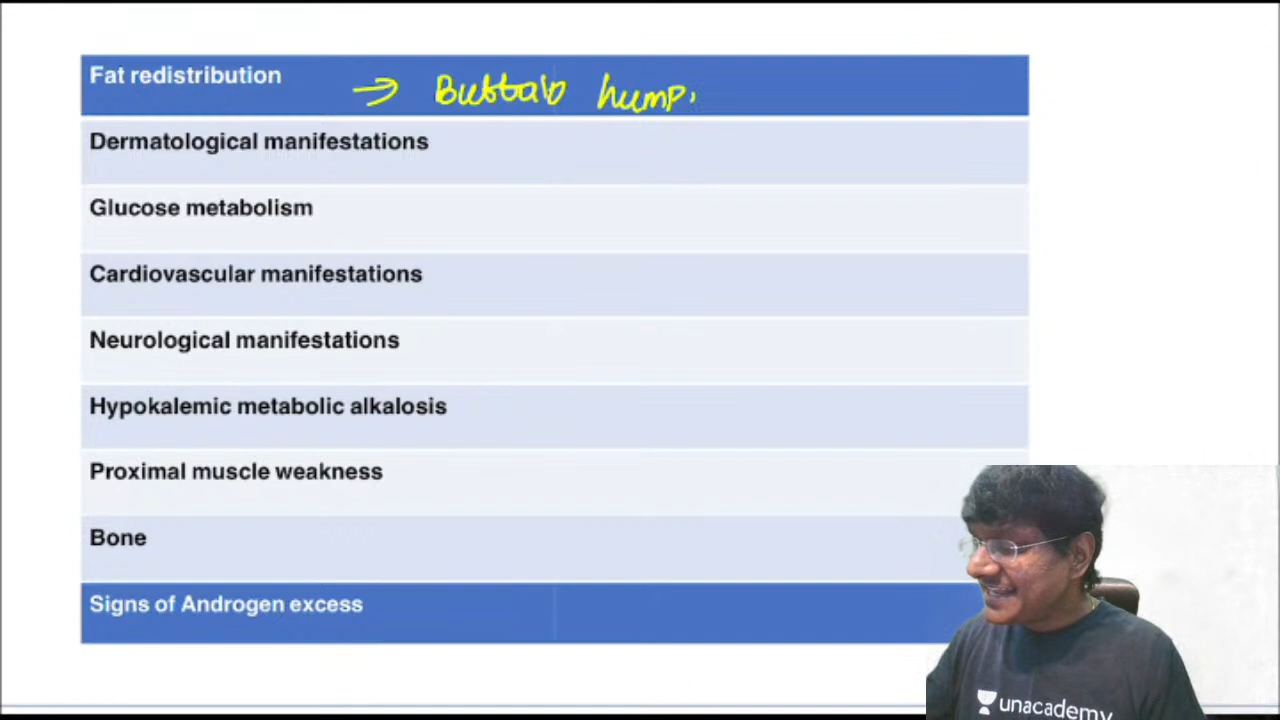 Fat redistribution → Buffalo hump.
Dermatological manifestations
Glucose metabolism
Cardiovascular manifestations
Neurological manifestations
Hypokalemic metabolic alkalosis
Proximal muscle weakness
Bone
Signs of Androgen excess
unacademy